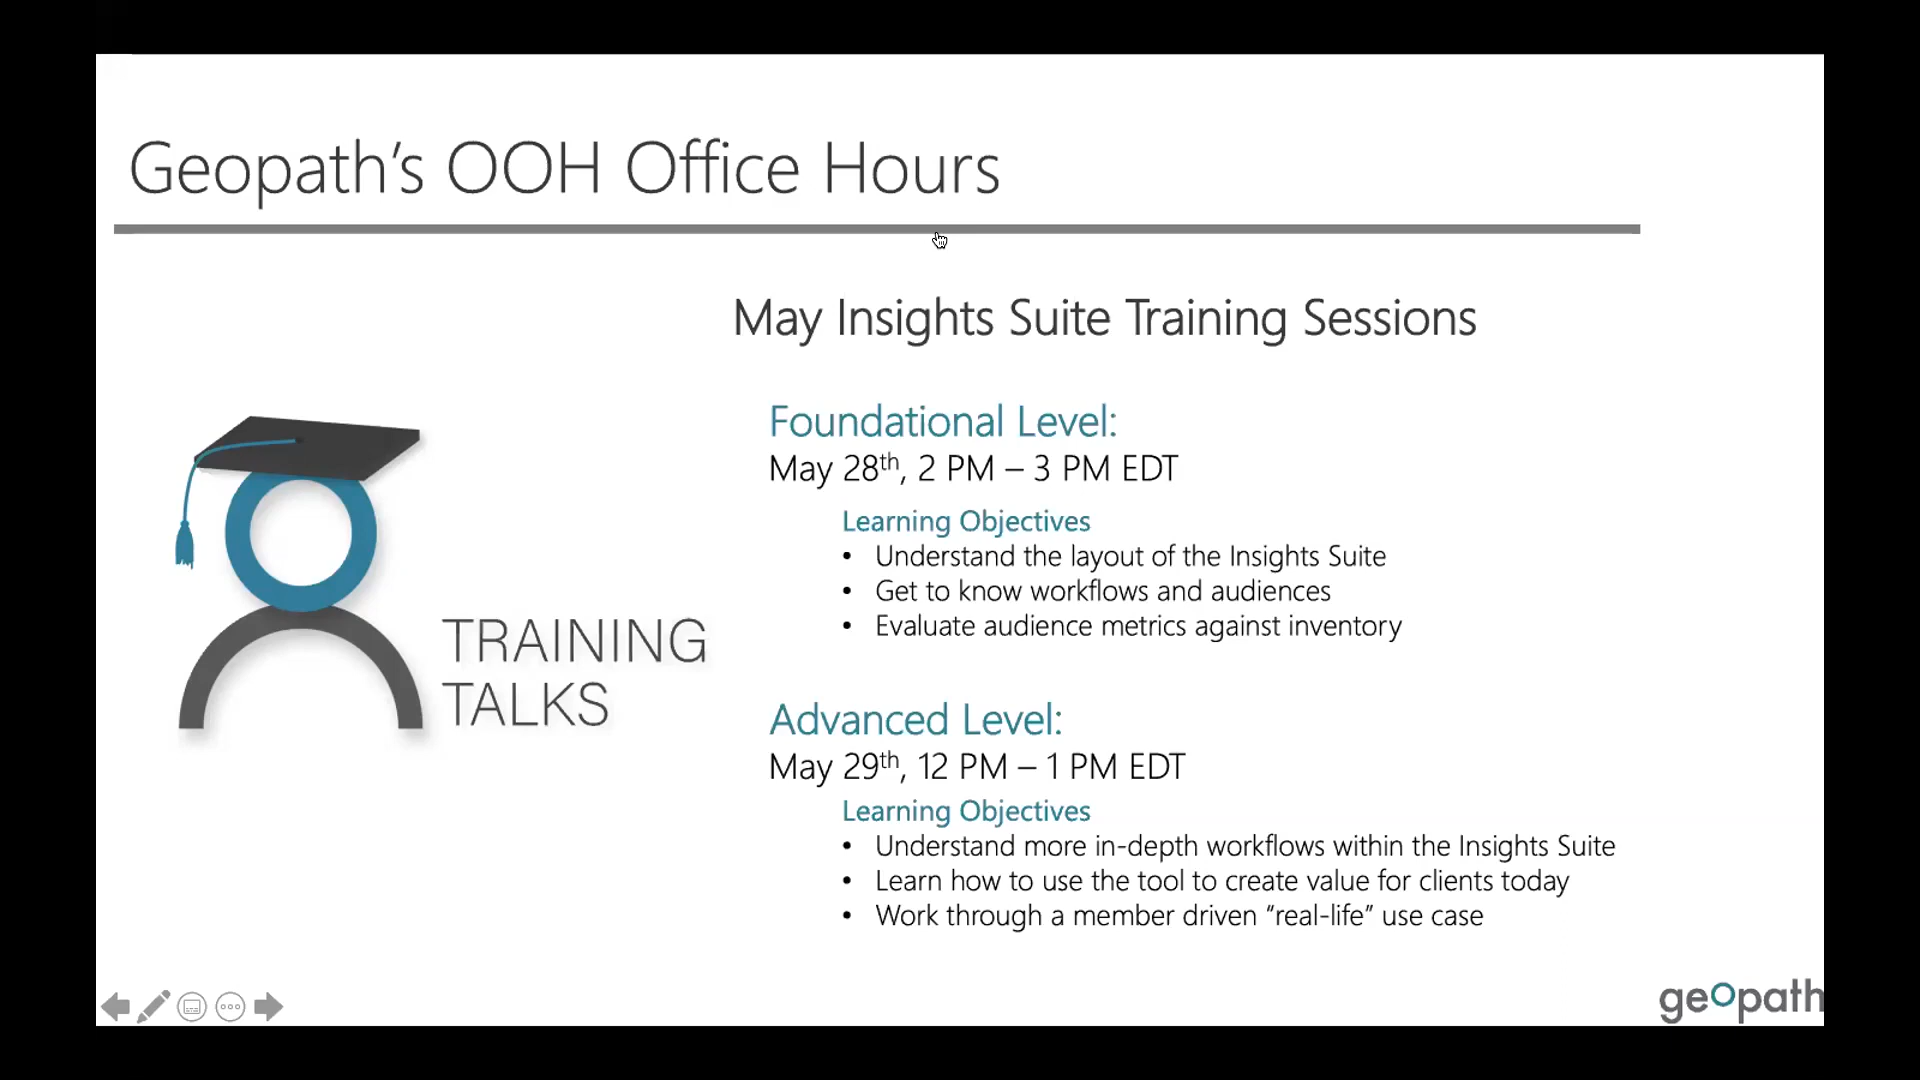 Geopath’s OOH Office Hours
May Insights Suite Training Sessions
TRAINING
TALKS
Foundational Level:
May 28th, 2 PM – 3 PM EDT
Learning Objectives
• Understand the layout of the Insights Suite
• Get to know workflows and audiences
• Evaluate audience metrics against inventory
Advanced Level:
May 29th, 12 PM – 1 PM EDT
Learning Objectives
• Understand more in-depth workflows within the Insights Suite
• Learn how to use the tool to create value for clients today
• Work through a member driven “real-life” use case
geopath